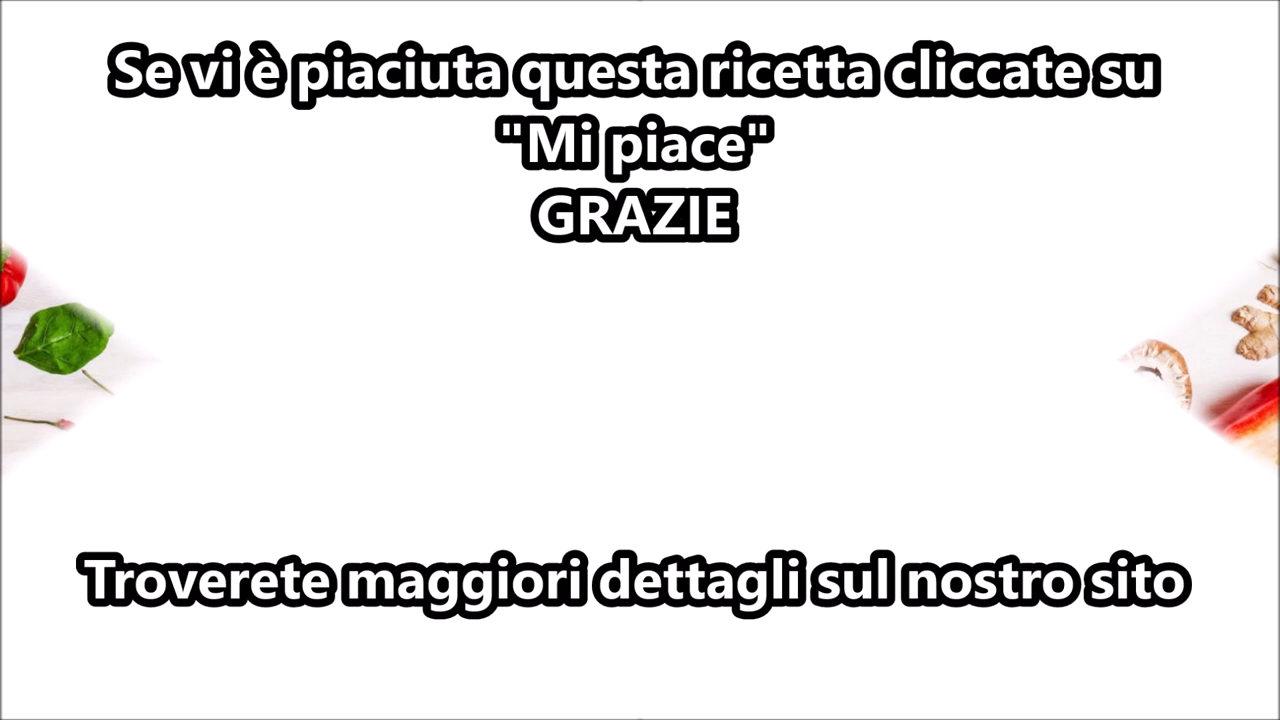 Se vi è piaciuta questa ricetta cliccate su
"Mi piace"
GRAZIE
Troverete maggiori dettagli sul nostro sito